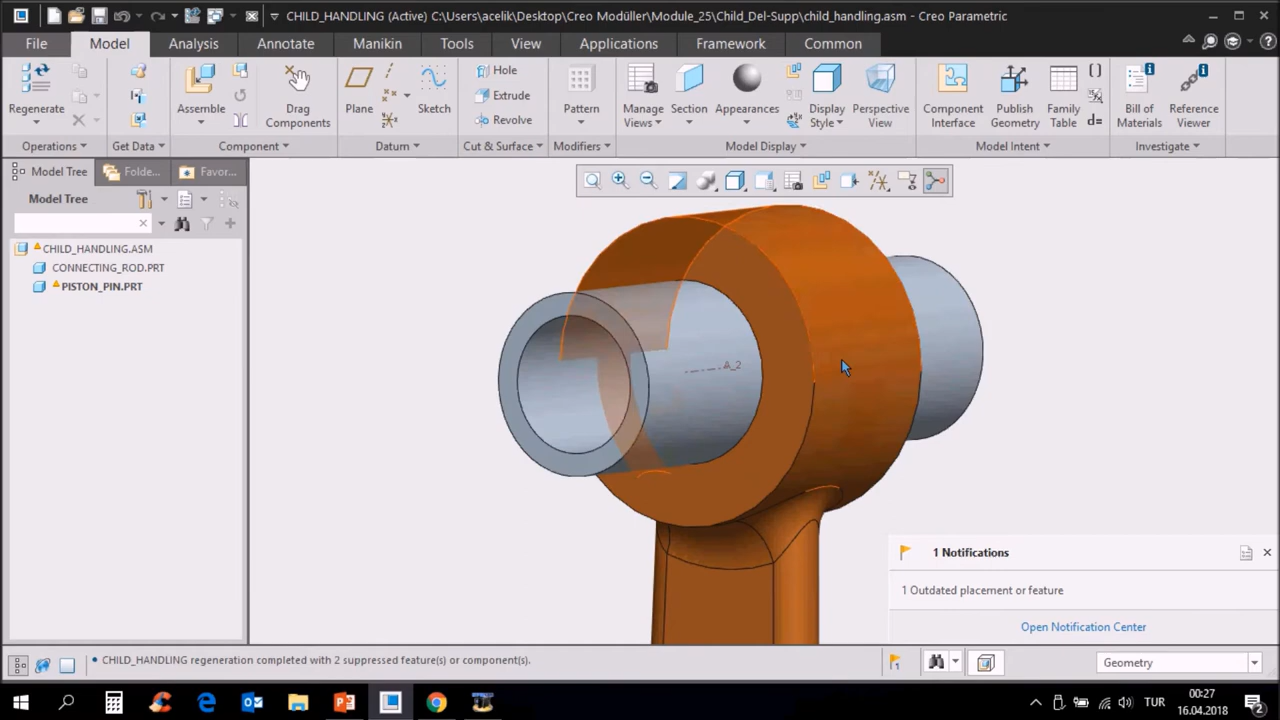 CHILD_HANDLING (Active) C:\Users\acelik\Desktop\Creo Modüller\Module_25\Child_Del-Supp\child_handling.asm - Creo Parametric
File Model Analysis Annotate Manikin Tools View Applications Framework Common
Regenerate
Assemble
Drag Components
Plane
Sketch
Hole
Extrude
Revolve
Pattern
Manage Views
Section
Appearances
Display Style
Perspective View
Component Interface
Publish Geometry
Family Table
d=
Bill of Materials
Reference Viewer
Operations Get Data Component Datum Cut & Surface Modifiers Model Display Model Intent Investigate
Model Tree Folde... Favor...
Model Tree
CHILD_HANDLING.ASM
CONNECTING_ROD.PRT
PISTON_PIN.PRT
A_2
1 Notifications
1 Outdated placement or feature
Open Notification Center
CHILD_HANDLING regeneration completed with 2 suppressed feature(s) or component(s).
1
Geometry
TUR
00:27
16.04.2018
2